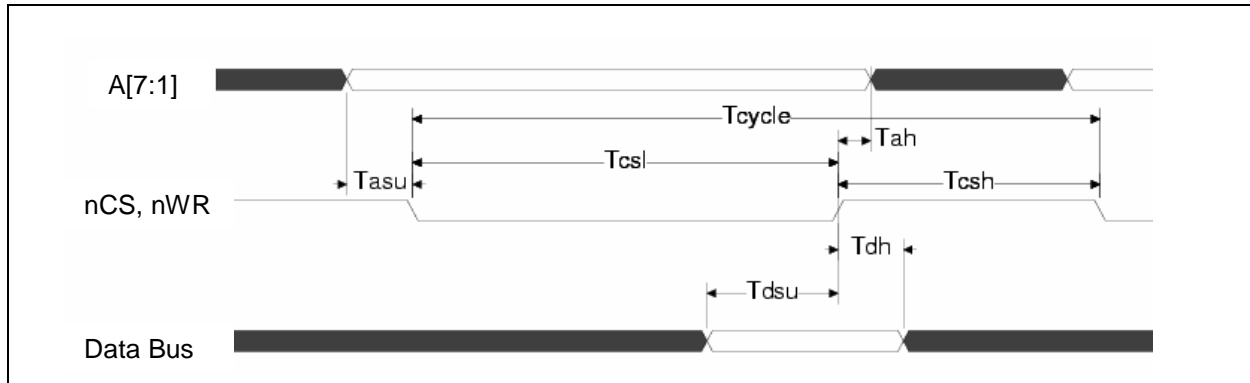 A[7:1]
Tcycle
Tah
Tcsl
Tasu
Tcsh
nCS, nWR
Tdh
Tdsu
Data Bus